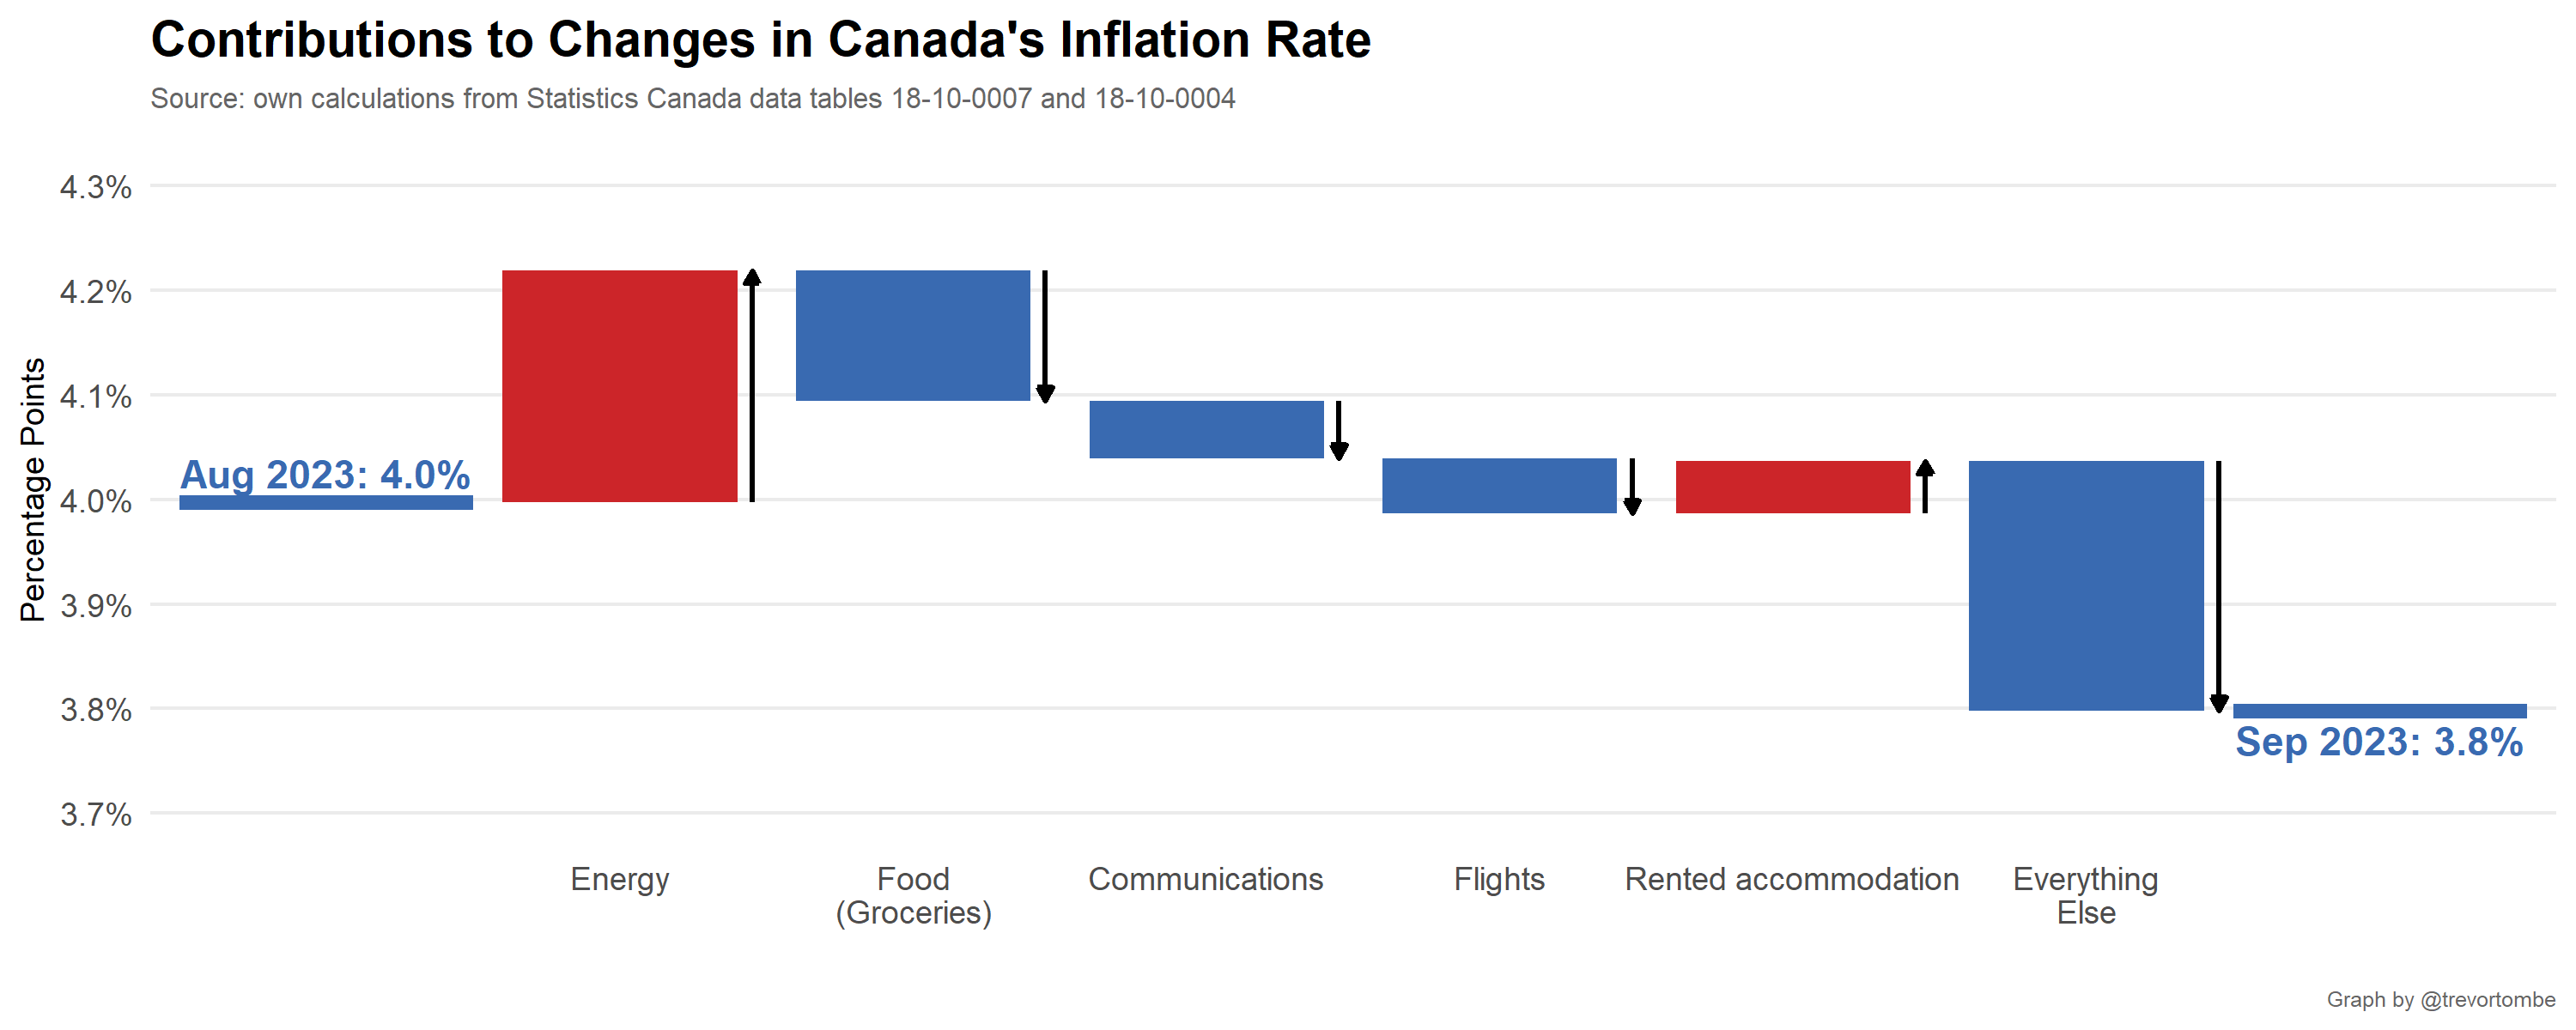 Contributions to Changes in Canada's Inflation Rate
Source: own calculations from Statistics Canada data tables 18-10-0007 and 18-10-0004
Percentage Points
4.3%
4.2%
4.1%
4.0%
3.9%
3.8%
3.7%
Aug 2023: 4.0%
Sep 2023: 3.8%
Energy
Food
(Groceries)
Communications
Flights
Rented accommodation
Everything
Else
Graph by @trevortombe